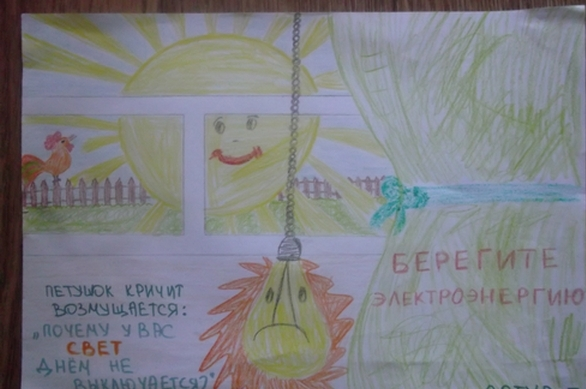 ПЕТУШОК КРИЧИТ
ВОЗМУЩАЕТСЯ:
„ПОЧЕМУ У ВАС
СВЕТ
ДНЁМ НЕ
ВЫКЛЮЧАЕТСЯ?"
БЕРЕГИТЕ
ЭЛЕКТРОЭНЕРГИЮ